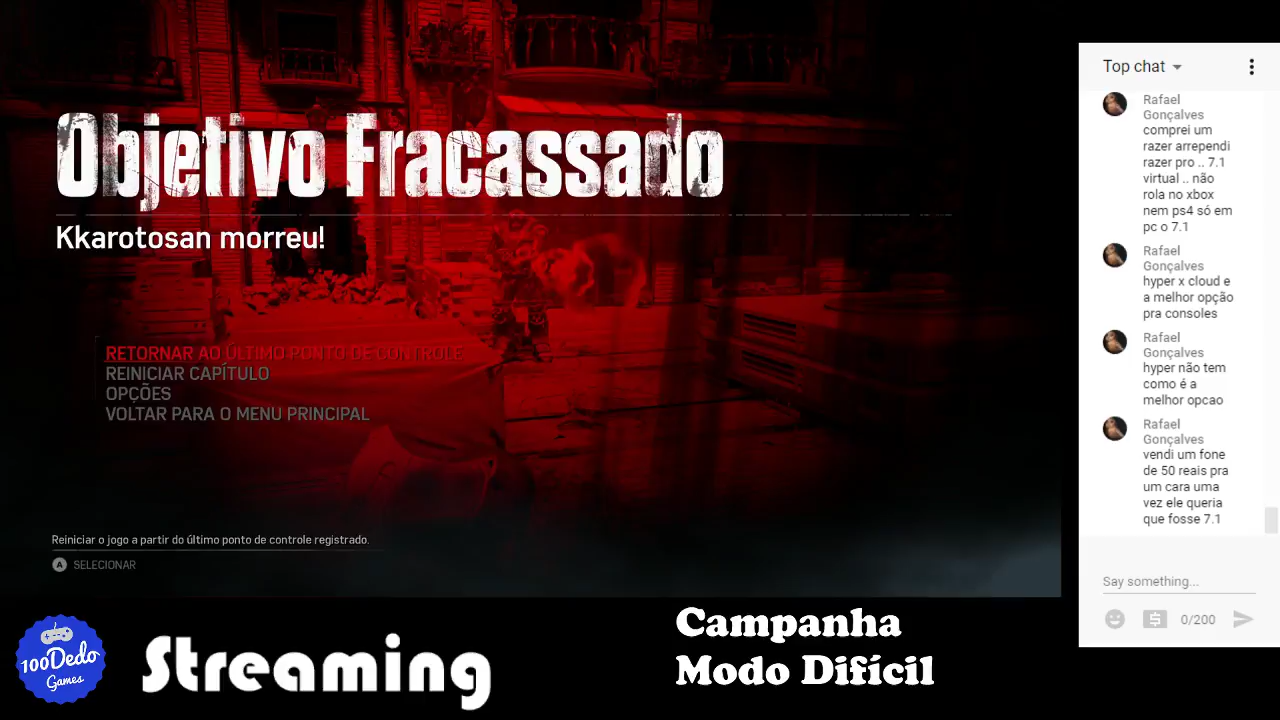 Objetivo Fracassado
Kkarotosan morreu!
RETORNAR AO ÚLTIMO PONTO DE CONTROLE
REINICIAR CAPÍTULO
OPÇÕES
VOLTAR PARA O MENU PRINCIPAL
Reiniciar o jogo a partir do último ponto de controle registrado.
A SELECIONAR
100Dedo
Games
Streaming
Campanha
Modo Difícil
Top chat
Rafael
Gonçalves
comprei um
razer arrependi
razer pro .. 7.1
virtual .. não
rola no xbox
nem ps4 só em
pc o 7.1
Rafael
Gonçalves
hyper x cloud e
a melhor opção
pra consoles
Rafael
Gonçalves
hyper não tem
como é a
melhor opcao
Rafael
Gonçalves
vendi um fone
de 50 reais pra
um cara uma
vez ele queria
que fosse 7.1
Say something...
0/200